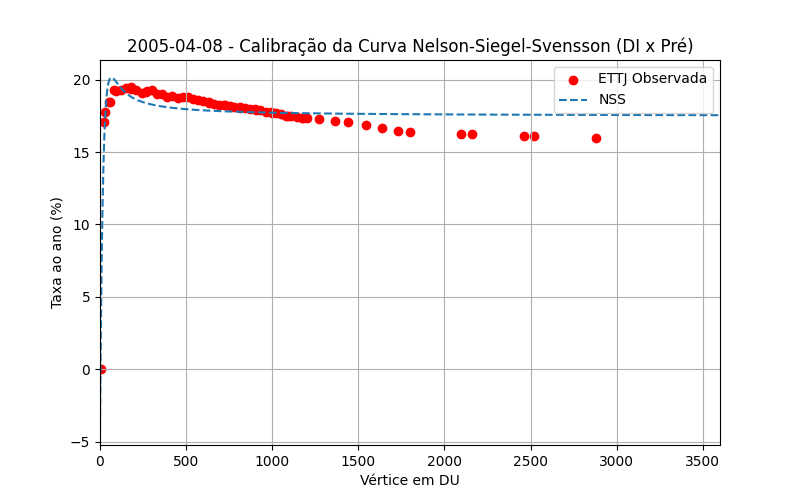 2005-04-08 - Calibração da Curva Nelson-Siegel-Svensson (DI x Pré)
ETTJ Observada
NSS
Taxa ao ano (%)
20
15
10
5
0
−5
0 500 1000 1500 2000 2500 3000 3500
Vértice em DU